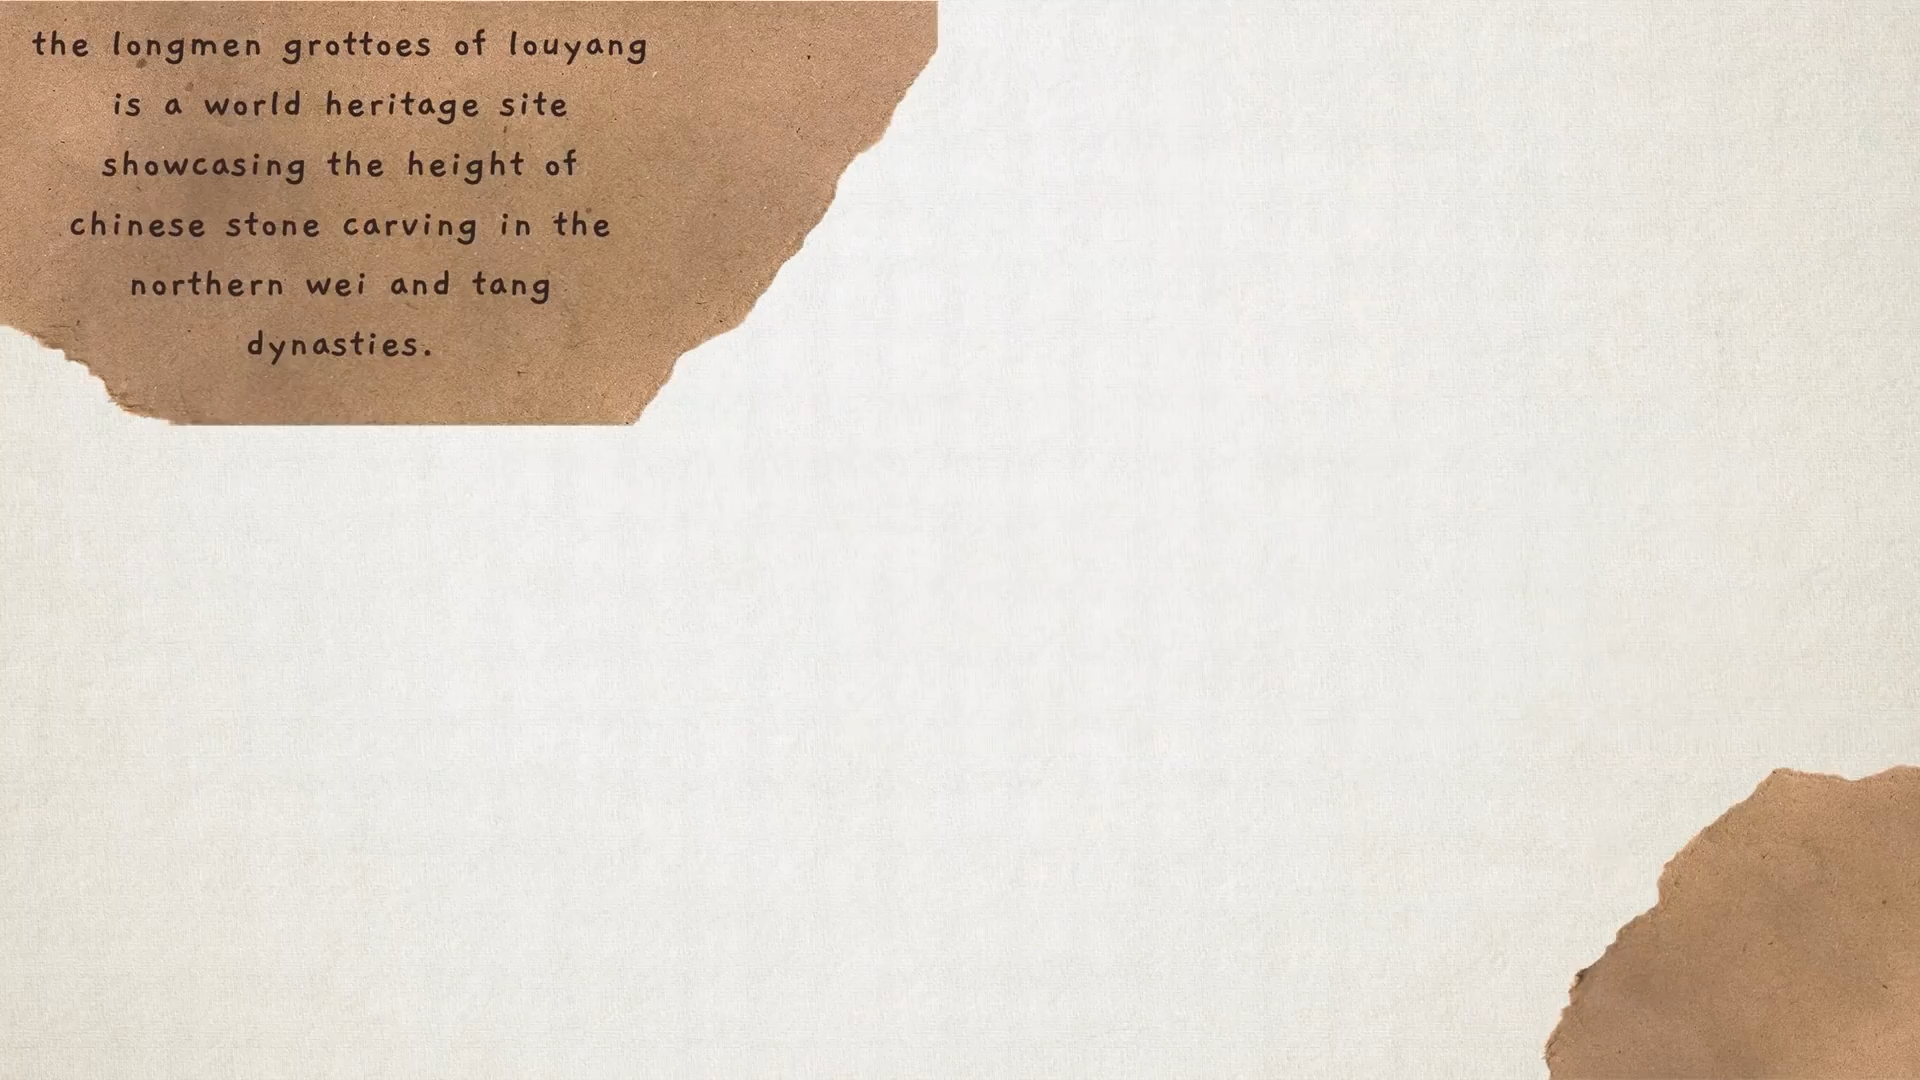 the longmen grottoes of louyang
is a world heritage site
showcasing the height of
chinese stone carving in the
northern wei and tang
dynasties.